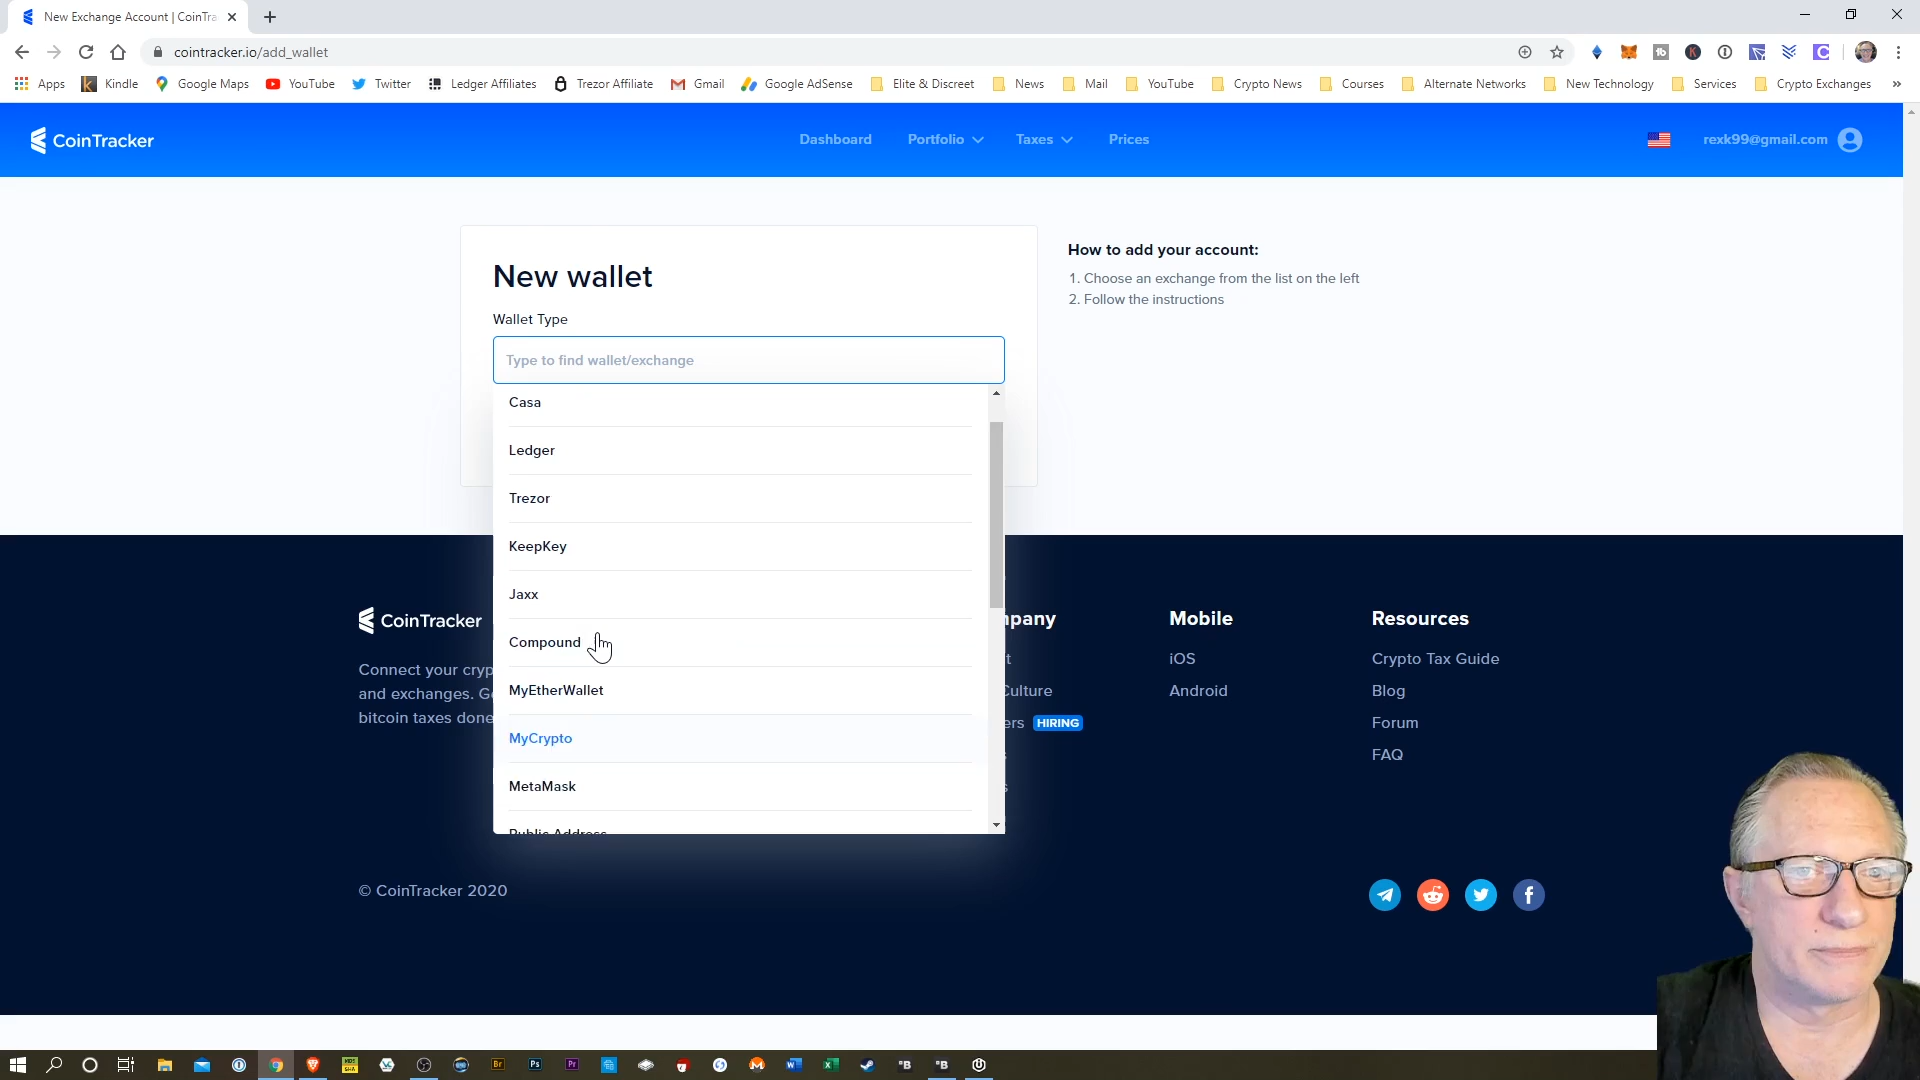 New Exchange Account | CoinTra
cointracker.io/add_wallet
Apps Kindle Google Maps YouTube Twitter Ledger Affiliates Trezor Affiliate Gmail Google AdSense Elite & Discreet News Mail YouTube Crypto News Courses Alternate Networks New Technology Services Crypto Exchanges »
CoinTracker Dashboard Portfolio Taxes Prices rexk99@gmail.com
New wallet
Wallet Type
Type to find wallet/exchange
Casa
Ledger
Trezor
KeepKey
Jaxx
Compound
MyEtherWallet
MyCrypto
MetaMask
Public Address
How to add your account:
1. Choose an exchange from the list on the left
2. Follow the instructions
CoinTracker
Connect your cryp
and exchanges. G
bitcoin taxes done
mpany
t
Culture
ers HIRING
s
s
Mobile
iOS
Android
Resources
Crypto Tax Guide
Blog
Forum
FAQ
© CoinTracker 2020